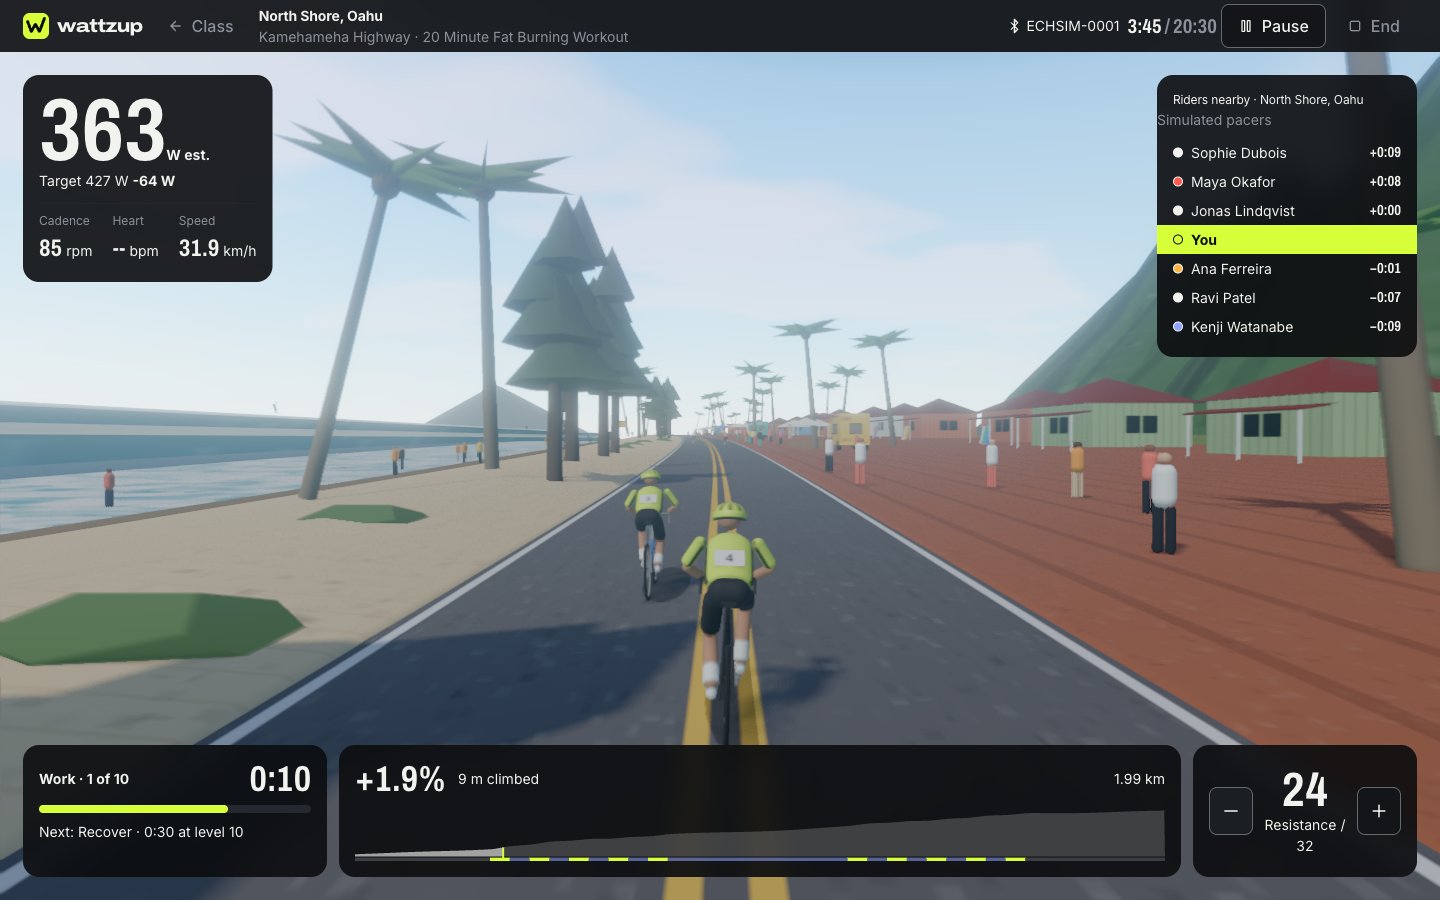 wattzup
Class
North Shore, Oahu
Kamehameha Highway · 20 Minute Fat Burning Workout
ECHSIM-0001
3:45 / 20:30
Pause
End
363 W est.
Target 427 W -64 W
Cadence Heart Speed
85 rpm -- bpm 31.9 km/h
Riders nearby · North Shore, Oahu
Simulated pacers
Sophie Dubois +0:09
Maya Okafor +0:08
Jonas Lindqvist +0:00
You
Ana Ferreira −0:01
Ravi Patel −0:07
Kenji Watanabe −0:09
4
Work · 1 of 10 0:10
Next: Recover · 0:30 at level 10
+1.9% 9 m climbed 1.99 km
24
Resistance /
32